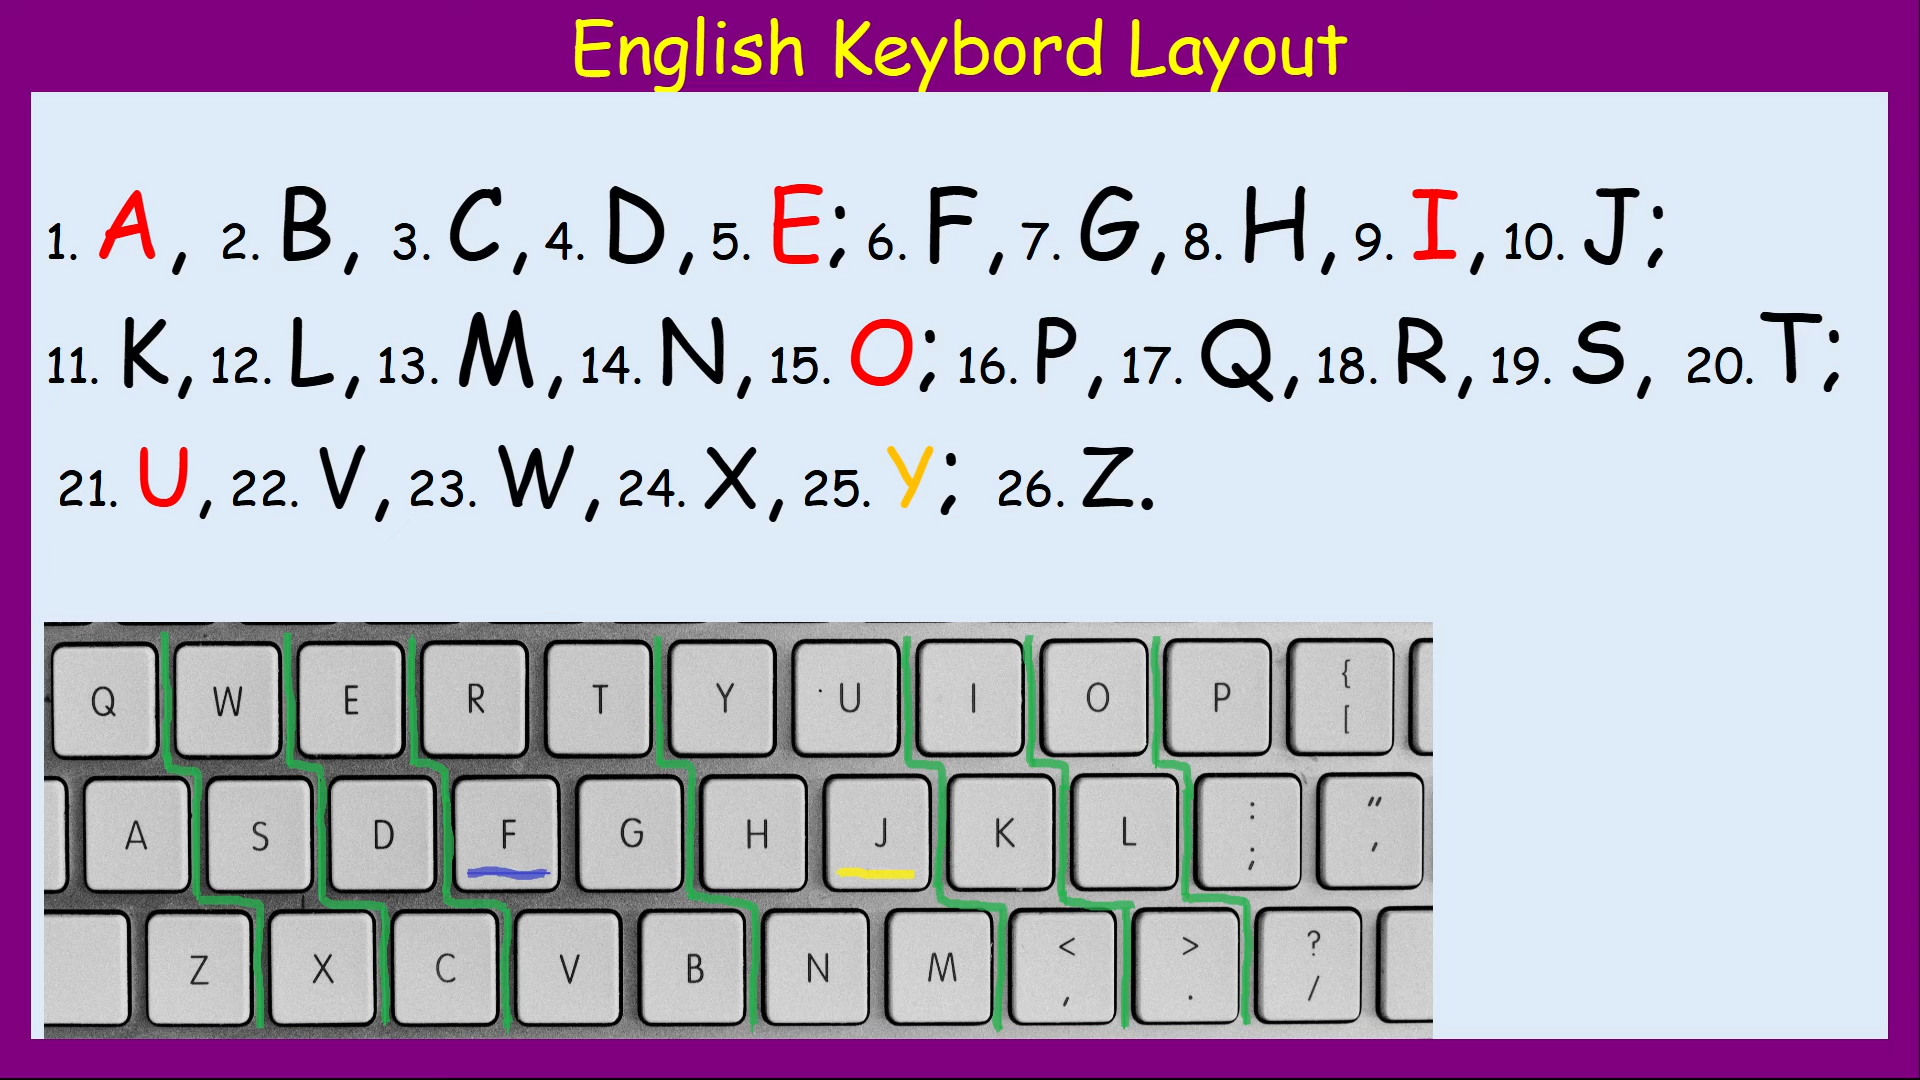 English Keybord Layout
1. A, 2. B, 3. C, 4. D, 5. E; 6. F, 7. G, 8. H, 9. I, 10. J;
11. K, 12. L, 13. M, 14. N, 15. O; 16. P, 17. Q, 18. R, 19. S, 20. T;
21. U, 22. V, 23. W, 24. X, 25. Y; 26. Z.
Q W E R T Y U I O P { [
A S D F G H J K L : ; " '
Z X C V B N M < , > . ? /